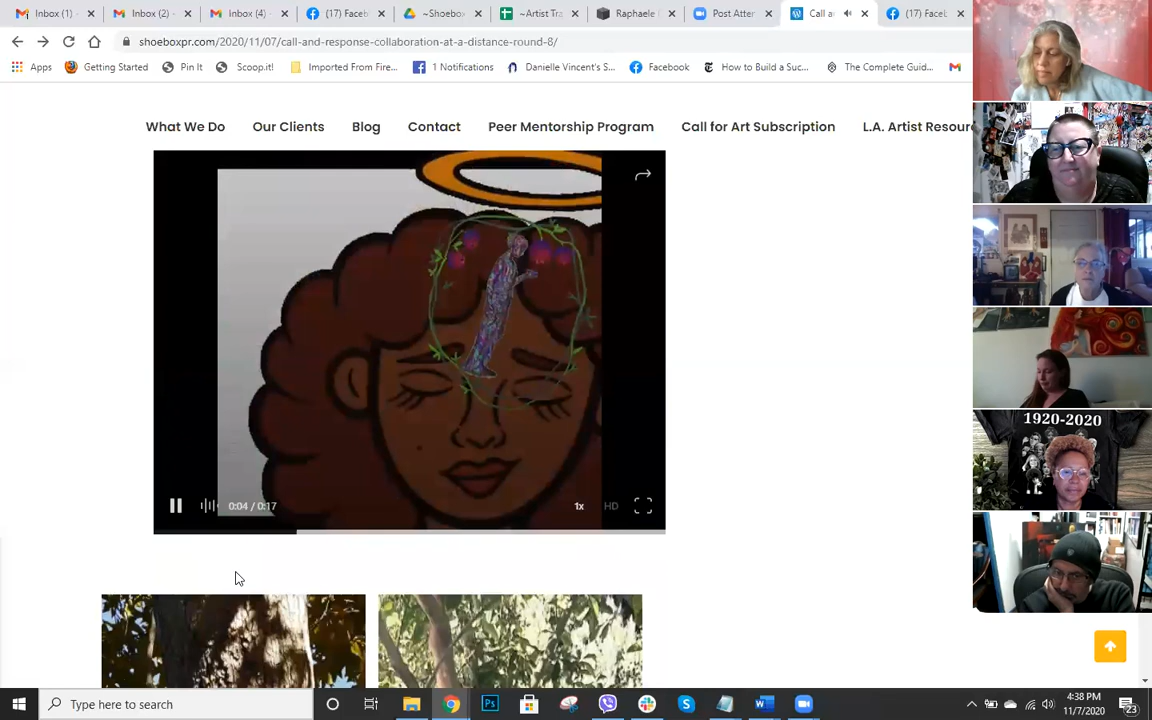 Inbox (1) -
Inbox (2) -
Inbox (4) -
(17) Faceb
~Shoebox
~Artist Tra
Raphaele
Post Atter
Call a
(17) Faceb
shoeboxpr.com/2020/11/07/call-and-response-collaboration-at-a-distance-round-8/
Apps
Getting Started
Pin It
Scoop.it!
Imported From Fire...
1 Notifications
Danielle Vincent's S...
Facebook
How to Build a Suc...
The Complete Guid...
What We Do
Our Clients
Blog
Contact
Peer Mentorship Program
Call for Art Subscription
L.A. Artist Resour
0:04 / 0:17
1x
HD
1920-2020
Type here to search
4:38 PM
11/7/2020
23